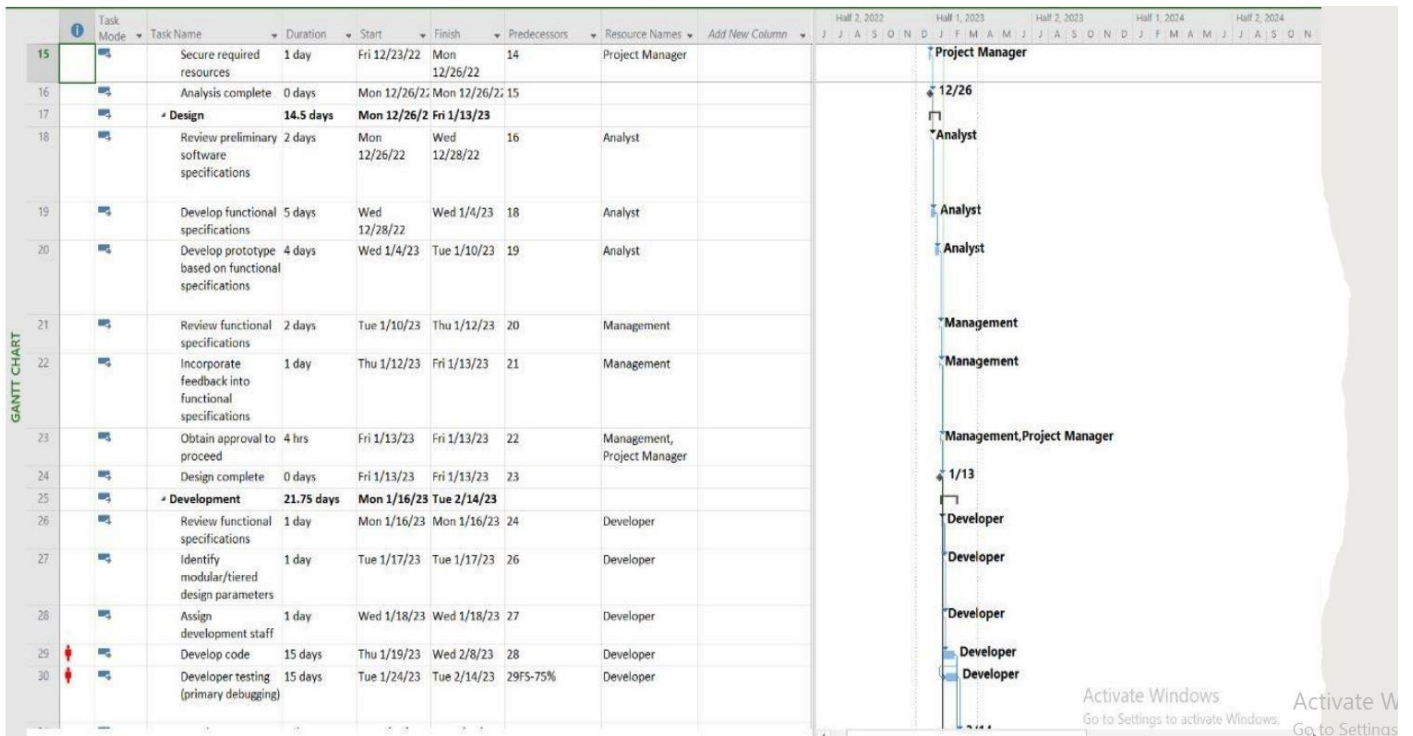 Task
Mode Task Name Duration Start Finish Predecessors Resource Names Add New Column
Half 2, 2022 Half 1, 2023 Half 2, 2023 Half 1, 2024 Half 2, 2024
J J A S O N D J F M A M J J A S O N D J F M A M J J A S O N
GANTT CHART
15 Secure required 1 day Fri 12/23/22 Mon 14 Project Manager Project Manager
resources 12/26/22
16 Analysis complete 0 days Mon 12/26/22 Mon 12/26/22 15 12/26
17 Design 14.5 days Mon 12/26/2 Fri 1/13/23
18 Review preliminary 2 days Mon Wed 16 Analyst Analyst
software 12/26/22 12/28/22
specifications
19 Develop functional 5 days Wed Wed 1/4/23 18 Analyst Analyst
specifications 12/28/22
20 Develop prototype 4 days Wed 1/4/23 Tue 1/10/23 19 Analyst Analyst
based on functional
specifications
21 Review functional 2 days Tue 1/10/23 Thu 1/12/23 20 Management Management
specifications
22 Incorporate 1 day Thu 1/12/23 Fri 1/13/23 21 Management Management
feedback into
functional
specifications
23 Obtain approval to 4 hrs Fri 1/13/23 Fri 1/13/23 22 Management, Management,Project Manager
proceed Project Manager
24 Design complete 0 days Fri 1/13/23 Fri 1/13/23 23 1/13
25 Development 21.75 days Mon 1/16/23 Tue 2/14/23
26 Review functional 1 day Mon 1/16/23 Mon 1/16/23 24 Developer Developer
specifications
27 Identify 1 day Tue 1/17/23 Tue 1/17/23 26 Developer Developer
modular/tiered
design parameters
28 Assign 1 day Wed 1/18/23 Wed 1/18/23 27 Developer Developer
development staff
29 Develop code 15 days Thu 1/19/23 Wed 2/8/23 28 Developer Developer
30 Developer testing 15 days Tue 1/24/23 Tue 2/14/23 29FS-75% Developer Developer
(primary debugging)
Activate Windows
Go to Settings to activate Windows.
Activate W
Go to Settings